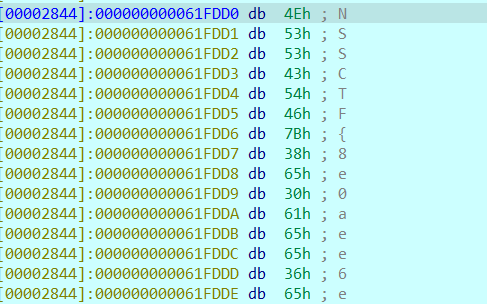 [00002844]:000000000061FDD0 db 4Eh ; N
[00002844]:000000000061FDD1 db 53h ; S
[00002844]:000000000061FDD2 db 53h ; S
[00002844]:000000000061FDD3 db 43h ; C
[00002844]:000000000061FDD4 db 54h ; T
[00002844]:000000000061FDD5 db 46h ; F
[00002844]:000000000061FDD6 db 7Bh ; {
[00002844]:000000000061FDD7 db 38h ; 8
[00002844]:000000000061FDD8 db 65h ; e
[00002844]:000000000061FDD9 db 30h ; 0
[00002844]:000000000061FDDA db 61h ; a
[00002844]:000000000061FDDB db 65h ; e
[00002844]:000000000061FDDC db 65h ; e
[00002844]:000000000061FDDD db 36h ; 6
[00002844]:000000000061FDDE db 65h ; e